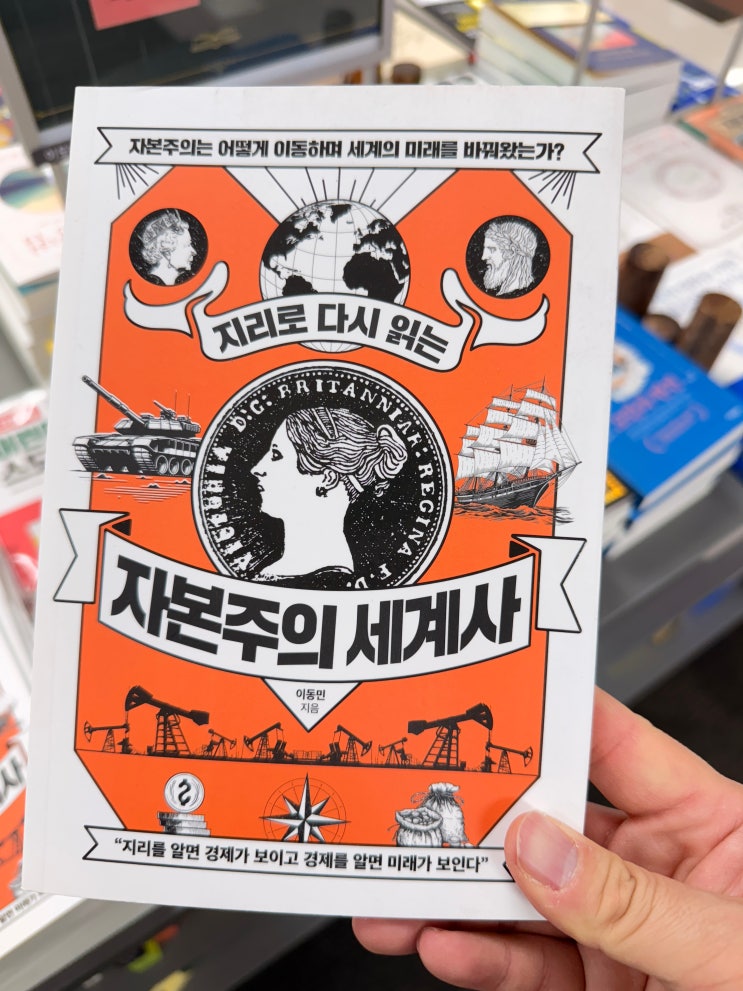 자본주의는 어떻게 이동하며 세계의 미래를 바꿔왔는가?
지리로 다시 읽는
VICTORIA D:G: BRITANNIAR: REGINA F:D:
자본주의 세계사
이동민
지음
“지리를 알면 경제가 보이고 경제를 알면 미래가 보인다”